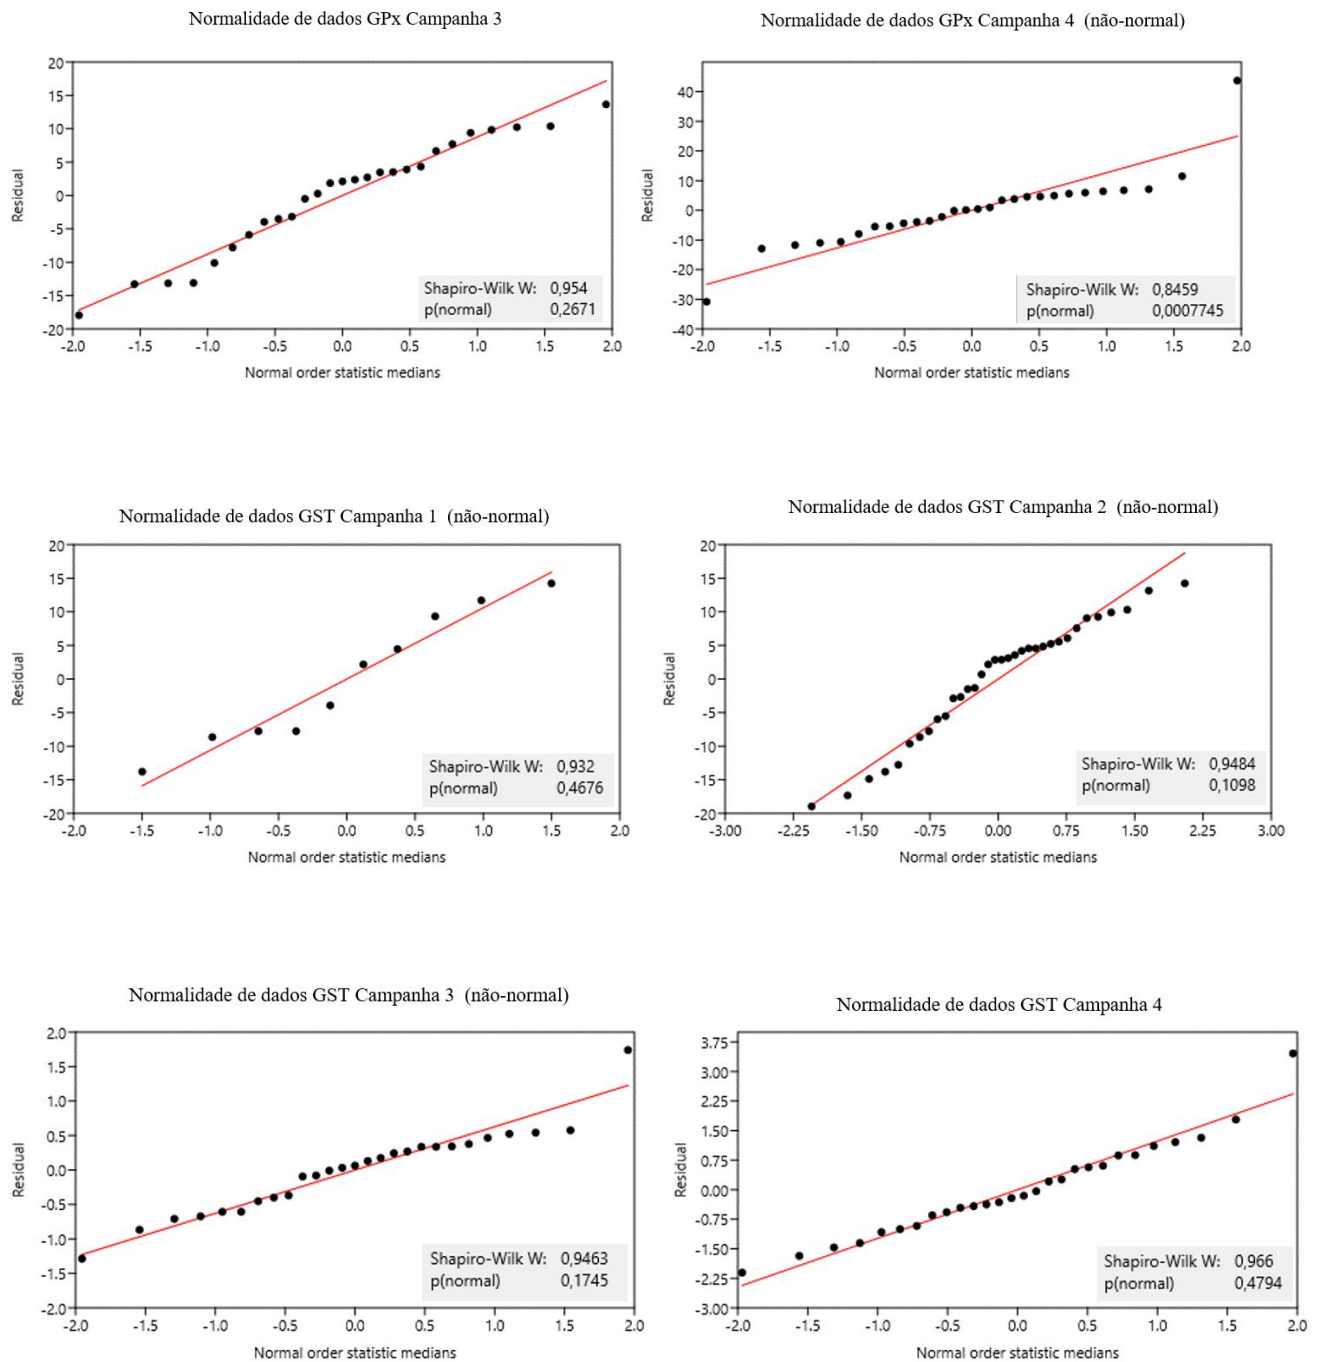 Normalidade de dados GPx Campanha 3
20
15
10
5
0
-5
-10
-15
-20
Residual
Shapiro-Wilk W: 0,954
p(normal) 0,2671
-2.0 -1.5 -1.0 -0.5 0.0 0.5 1.0 1.5 2.0
Normal order statistic medians
Normalidade de dados GPx Campanha 4 (não-normal)
40
30
20
10
0
-10
-20
-30
-40
Residual
Shapiro-Wilk W: 0,8459
p(normal) 0,0007745
-2.0 -1.5 -1.0 -0.5 0.0 0.5 1.0 1.5 2.0
Normal order statistic medians
Normalidade de dados GST Campanha 1 (não-normal)
20
15
10
5
0
-5
-10
-15
-20
Residual
Shapiro-Wilk W: 0,932
p(normal) 0,4676
-2.0 -1.5 -1.0 -0.5 0.0 0.5 1.0 1.5 2.0
Normal order statistic medians
Normalidade de dados GST Campanha 2 (não-normal)
20
15
10
5
0
-5
-10
-15
-20
Residual
Shapiro-Wilk W: 0,9484
p(normal) 0,1098
-3.00 -2.25 -1.50 -0.75 0.00 0.75 1.50 2.25 3.00
Normal order statistic medians
Normalidade de dados GST Campanha 3 (não-normal)
2.0
1.5
1.0
0.5
0.0
-0.5
-1.0
-1.5
-2.0
Residual
Shapiro-Wilk W: 0,9463
p(normal) 0,1745
-2.0 -1.5 -1.0 -0.5 0.0 0.5 1.0 1.5 2.0
Normal order statistic medians
Normalidade de dados GST Campanha 4
3.75
3.00
2.25
1.50
0.75
0.00
-0.75
-1.50
-2.25
-3.00
Residual
Shapiro-Wilk W: 0,966
p(normal) 0,4794
-2.0 -1.5 -1.0 -0.5 0.0 0.5 1.0 1.5 2.0
Normal order statistic medians